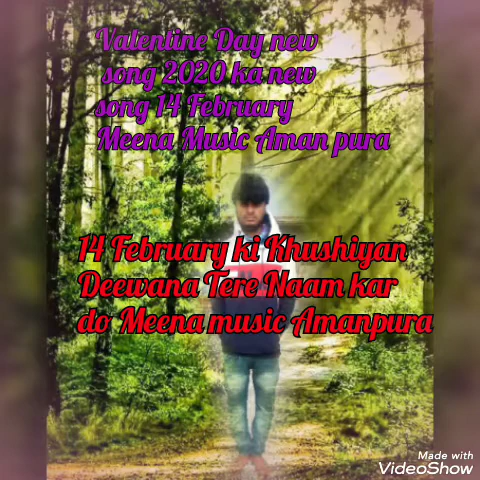 Valentine Day new
song 2020 ka new
song 14 February
Meena Music Aman pura
14 February ki Khushiyan
Deewana Tere Naam kar
do Meena music Amanpura
Made with
VideoShow